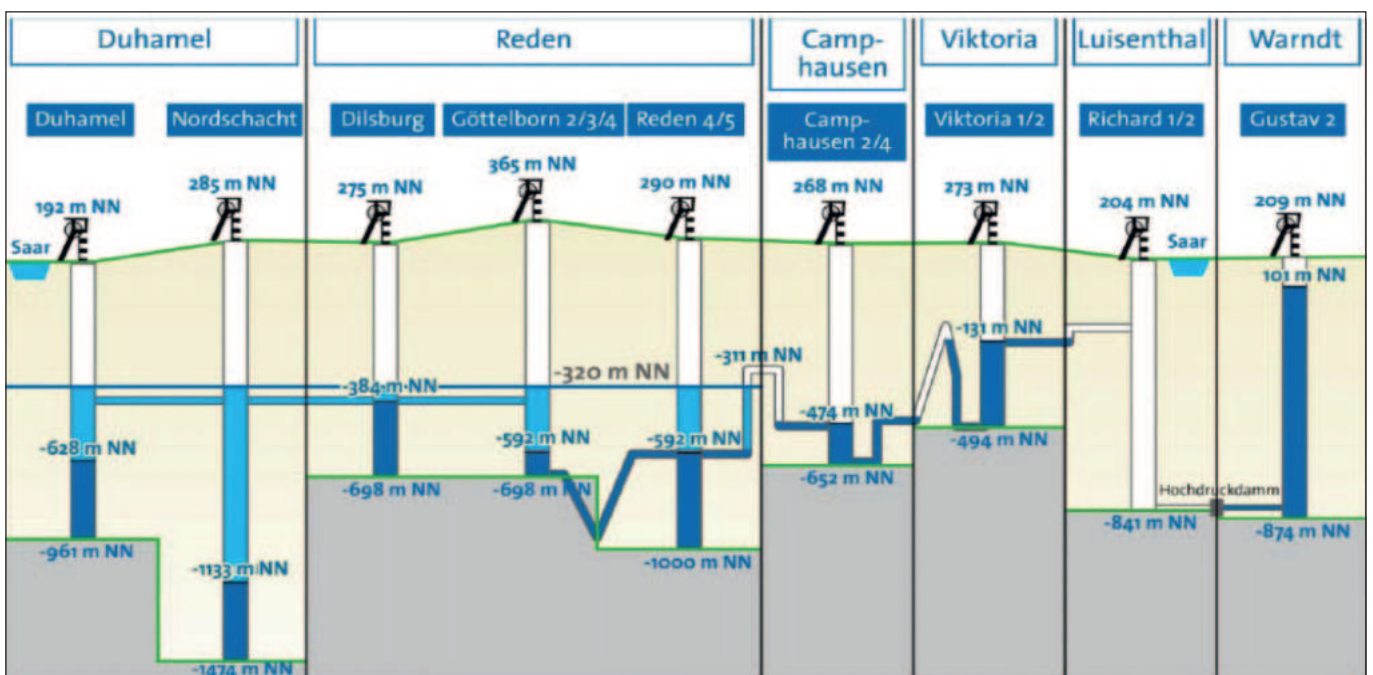 Duhamel
Reden
Camp-
hausen
Viktoria
Luisenthal
Warndt
Duhamel
Nordschacht
Dilsburg
Göttelborn 2/3/4
Reden 4/5
Camp-
hausen 2/4
Viktoria 1/2
Richard 1/2
Gustav 2
365 m NN
285 m NN
275 m NN
290 m NN
268 m NN
273 m NN
192 m NN
204 m NN
209 m NN
Saar
Saar
101 m NN
-131 m NN
-311 m NN
-320 m NN
-384 m NN
-474 m NN
-628 m NN
-592 m NN
-592 m NN
-494 m NN
-652 m NN
-698 m NN
-698 m NN
Hochdruckdamm
-841 m NN
-874 m NN
-961 m NN
-1000 m NN
-1133 m NN
-1474 m NN